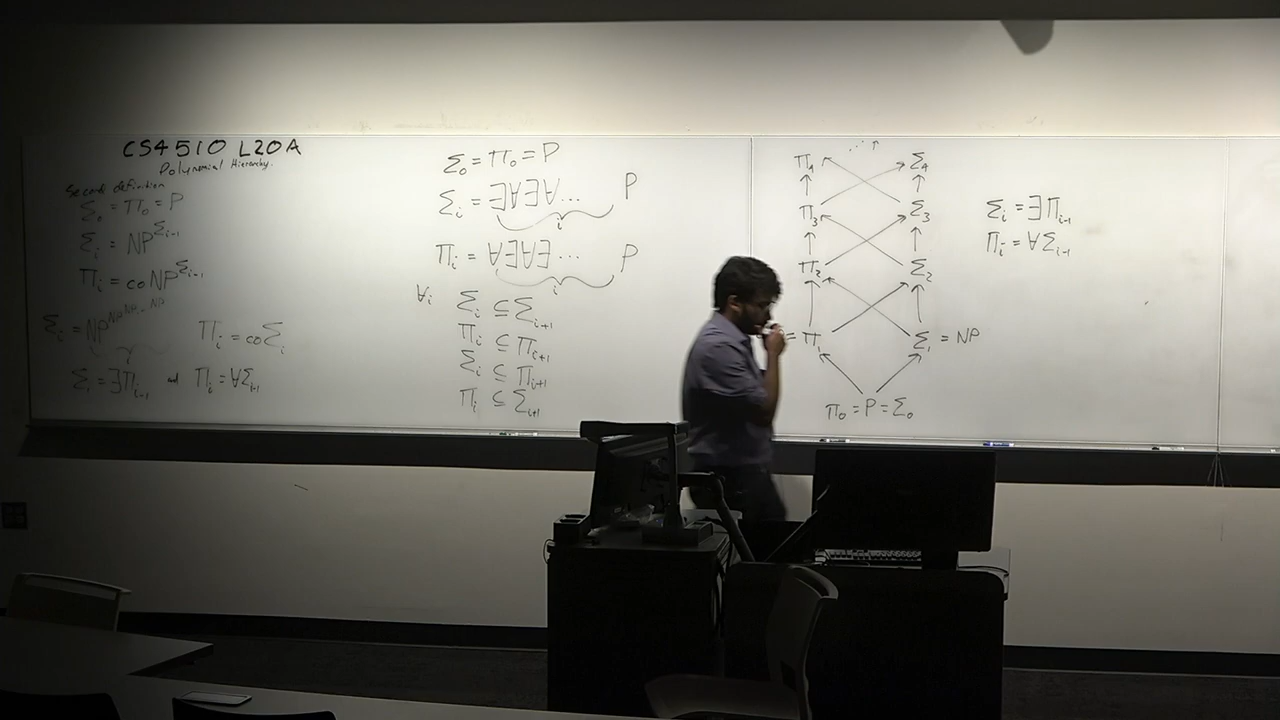 CS4510 L20A
Polynomial Hierarchy.
Second definition
Σ₀ = Π₀ = P
Σᵢ = NP^Σᵢ₋₁
Πᵢ = coNP^Σᵢ₋₁
Σᵢ = NP^NP^NP^...NP
Πᵢ = coΣᵢ
Σᵢ = ∃Πᵢ₋₁ and Πᵢ = ∀Σᵢ₋₁
Σ₀ = Π₀ = P
Σᵢ = ∃∀∃∀... P
i
Πᵢ = ∀∃∀∃... P
i
∀i Σᵢ ⊆ Σᵢ₊₁
Πᵢ ⊆ Πᵢ₊₁
Σᵢ ⊆ Πᵢ₊₁
Πᵢ ⊆ Σᵢ₊₁
Π₄ Σ₄
Π₃ Σ₃
Π₂ Σ₂
= Π₁ Σ₁ = NP
Π₀ = P = Σ₀
Σᵢ = ∃Πᵢ₋₁
Πᵢ = ∀Σᵢ₋₁